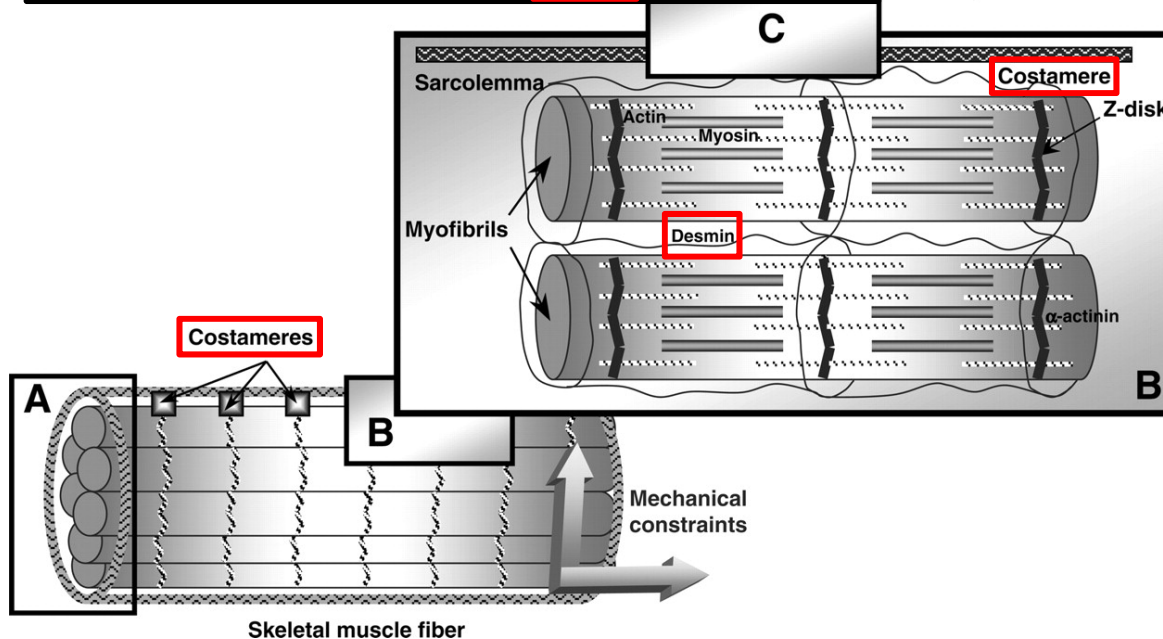 C
Sarcolemma
Costamere
Actin
Z-disk
Myosin
Myofibrils
Desmin
α-actinin
B
Costameres
A
B
Mechanical
constraints
Skeletal muscle fiber